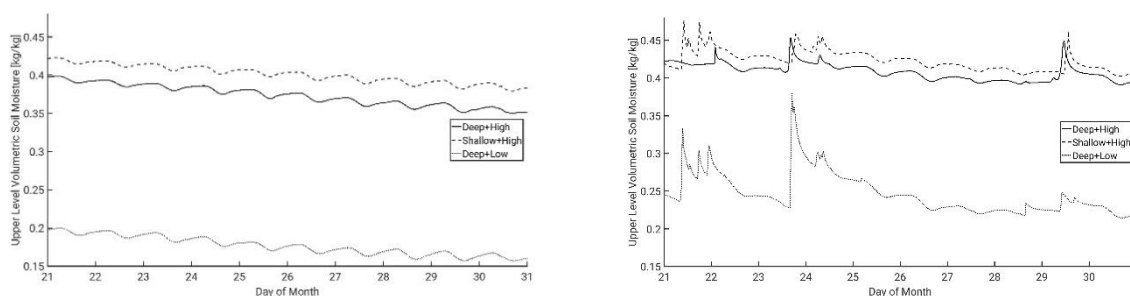 Upper Level Volumetric Soil Moisture [kg/kg]
0.45
0.4
0.35
0.3
0.25
0.2
0.15
Deep+High
Shallow+High
Deep+Low
21 22 23 24 25 26 27 28 29 30 31
Day of Month
Upper Level Volumetric Soil Moisture [kg/kg]
0.45
0.4
0.35
0.3
0.25
0.2
0.15
Deep+High
Shallow+High
Deep+Low
21 22 23 24 25 26 27 28 29 30
Day of Month